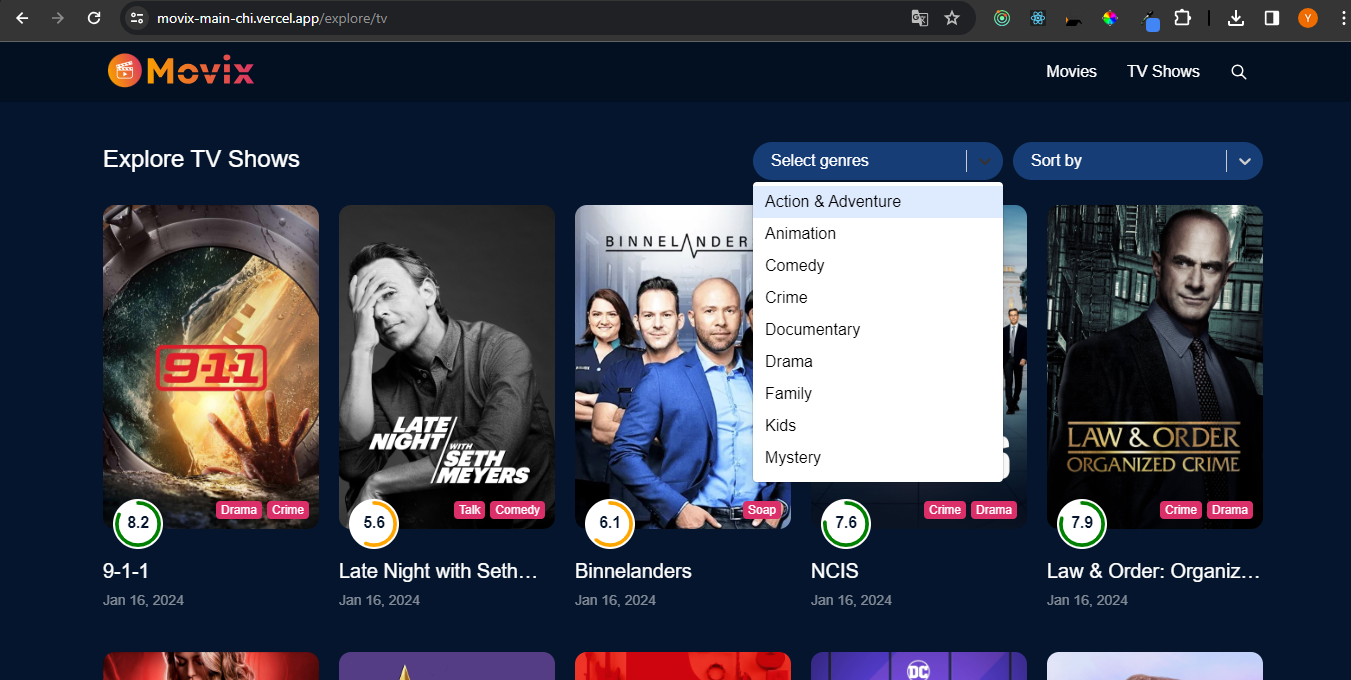 movix-main-chi.vercel.app/explore/tv
Y
Movix
Movies
TV Shows
Explore TV Shows
Select genres
Sort by
Action & Adventure
Animation
Comedy
Crime
Documentary
Drama
Family
Kids
Mystery
9-1-1
LATE
NIGHT
WITH
SETH
MEYERS
BINNELANDER
LAW & ORDER
ORGANIZED CRIME
8.2
Drama
Crime
5.6
Talk
Comedy
6.1
Soap
7.6
Crime
Drama
7.9
Crime
Drama
9-1-1
Late Night with Seth…
Binnelanders
NCIS
Law & Order: Organiz…
Jan 16, 2024
Jan 16, 2024
Jan 16, 2024
Jan 16, 2024
Jan 16, 2024
DC